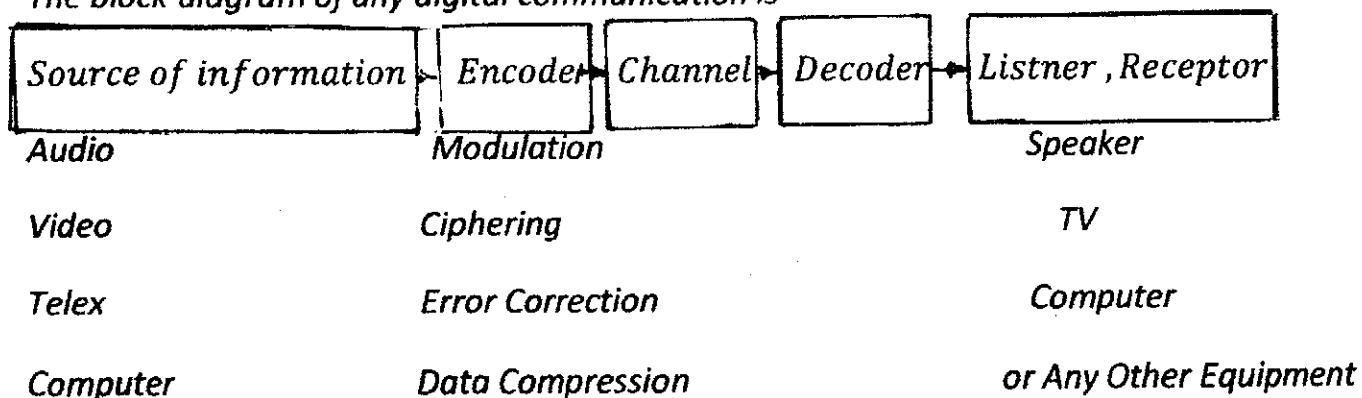 The block diagram of any digital communication is
Source of information Encoder Channel Decoder Listner , Receptor
Audio Modulation Speaker
Video Ciphering TV
Telex Error Correction Computer
Computer Data Compression or Any Other Equipment